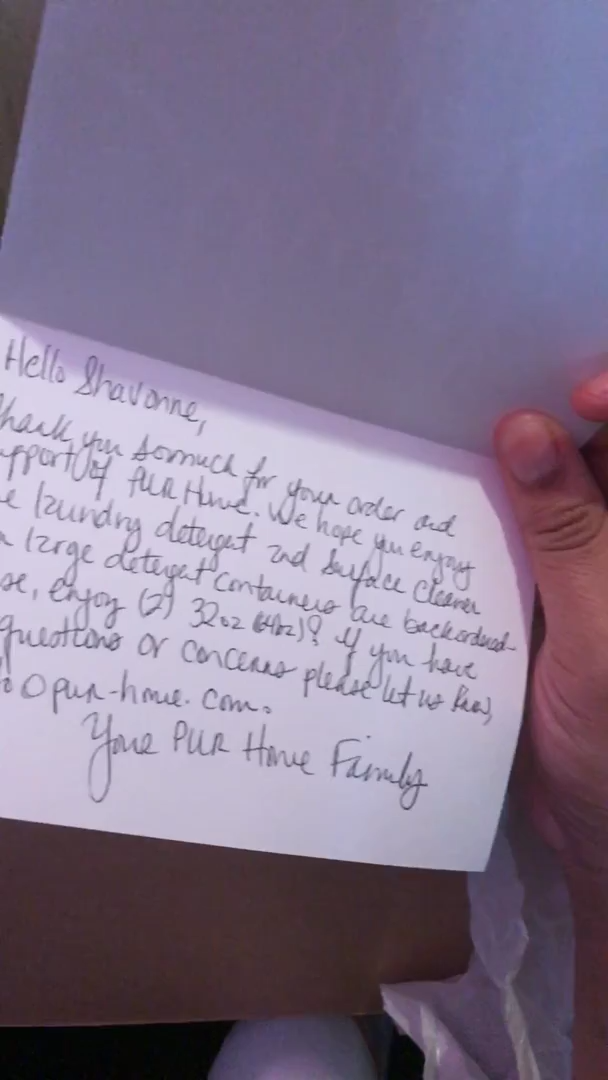 Hello Shavonne,
Thank you so much for your order and
upport of PUR Home. We hope you enjoy
e laundry detergent and surface cleaner
large detergent containers are backordered-
se, enjoy (2) 32oz (64oz)! If you have
questions or concerns please let us know,
o@pur-home.com.
Your PUR Home Family